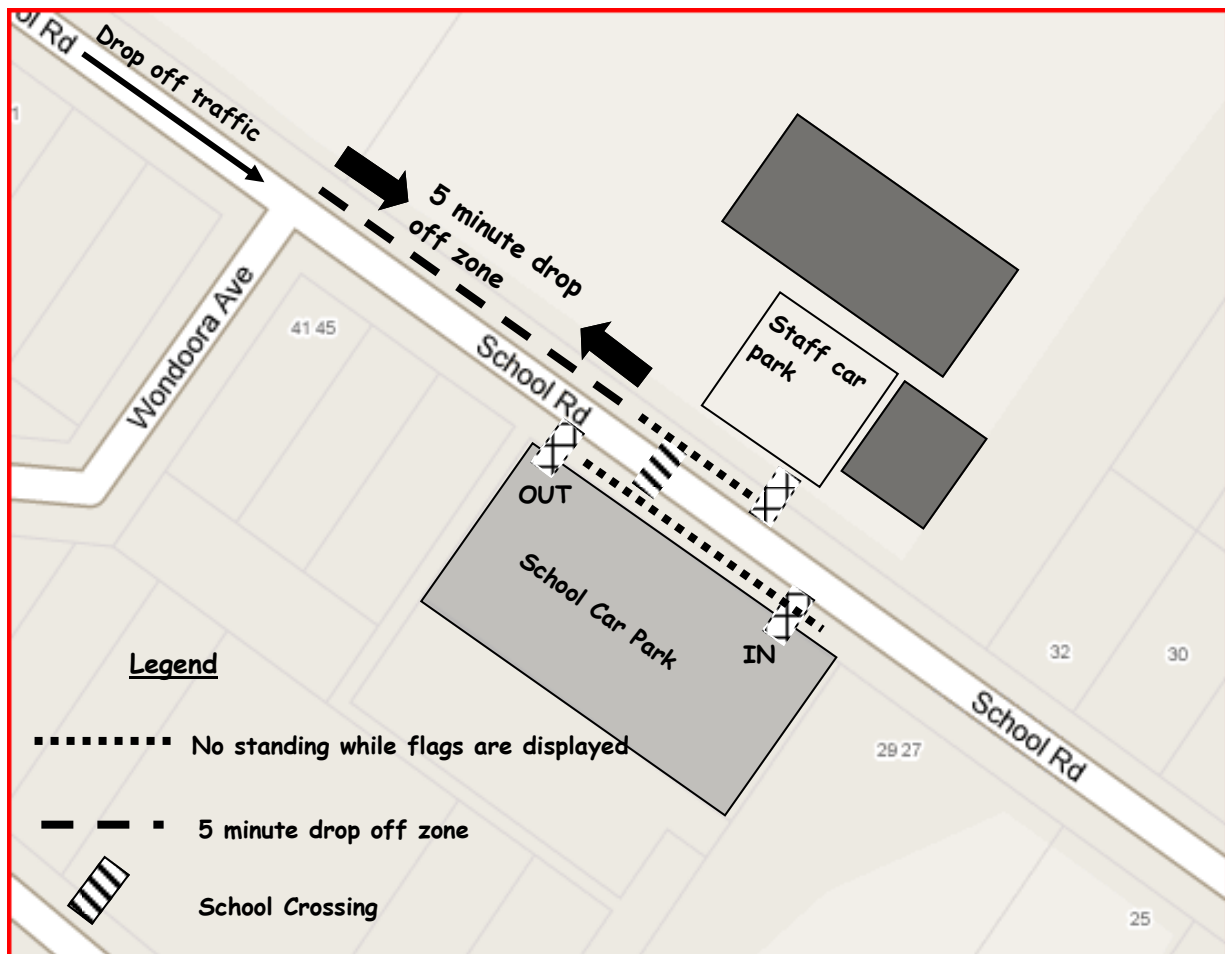 ol Rd
Drop off traffic
1
5 minute drop
off zone
Wondoora Ave
41 45
School Rd
Staff car
park
OUT
School Car Park
IN
Legend
32
30
School Rd
No standing while flags are displayed
29 27
5 minute drop off zone
School Crossing
25